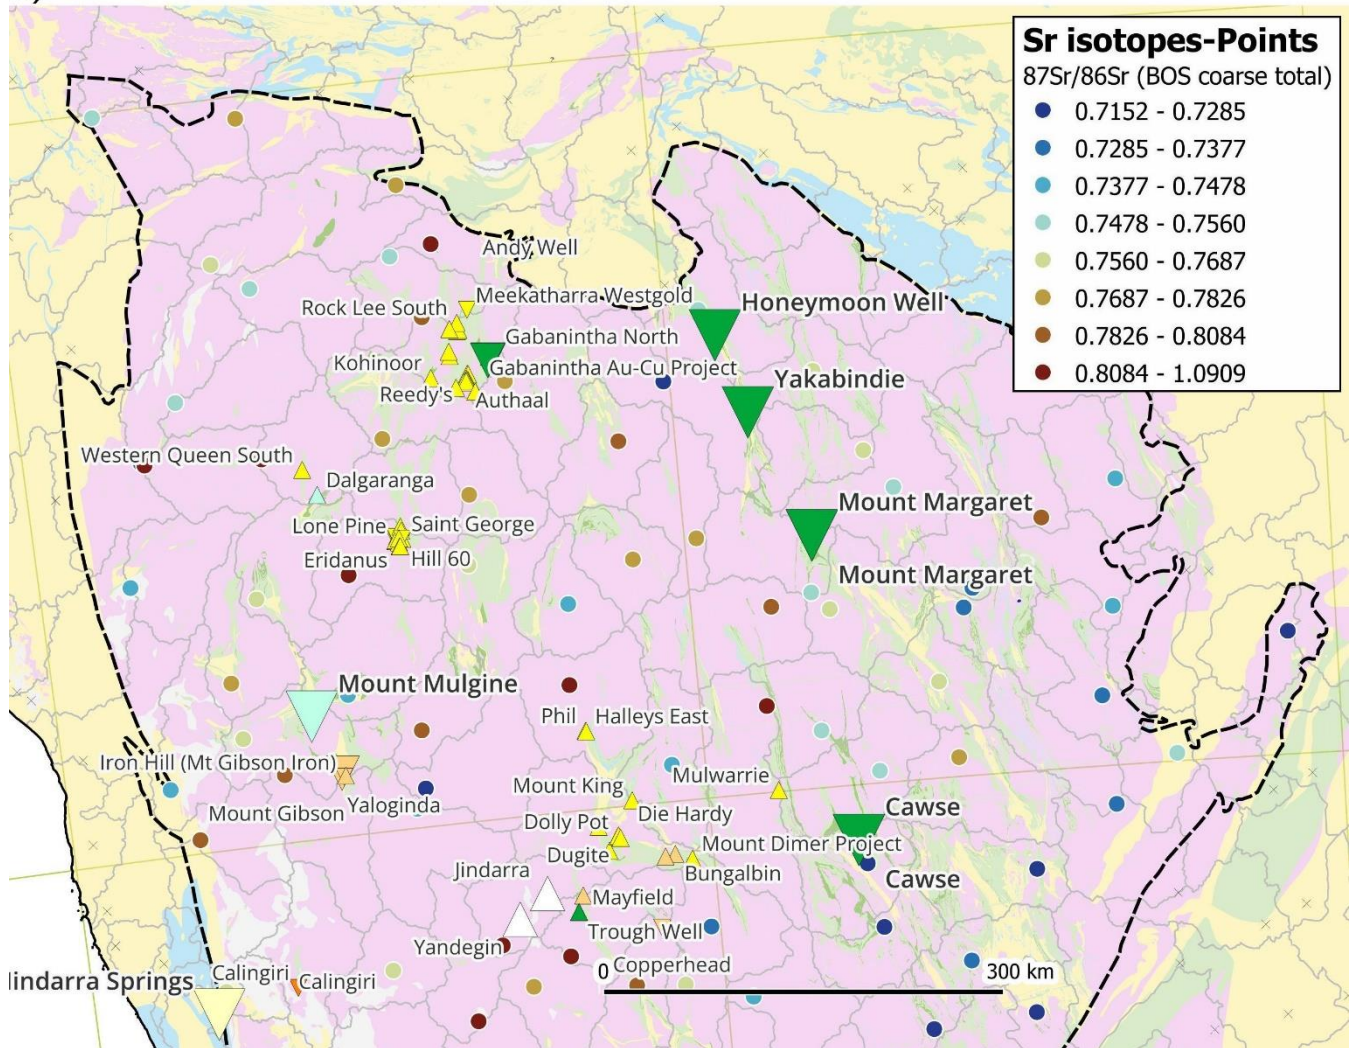 Sr isotopes-Points
87Sr/86Sr (BOS coarse total)
0.7152 - 0.7285
0.7285 - 0.7377
0.7377 - 0.7478
0.7478 - 0.7560
0.7560 - 0.7687
0.7687 - 0.7826
0.7826 - 0.8084
0.8084 - 1.0909
Andy Well
Meekatharra Westgold
Rock Lee South
Honeymoon Well
Gabanintha North
Kohinoor
Gabanintha Au-Cu Project
Yakabindie
Reedy's
Authaal
Western Queen South
Dalgaranga
Mount Margaret
Lone Pine
Saint George
Eridanus
Hill 60
Mount Margaret
Mount Mulgine
Phil
Halleys East
Iron Hill (Mt Gibson Iron)
Mulwarrie
Mount King
Mount Gibson
Yaloginda
Die Hardy
Cawse
Dolly Pot
Mount Dimer Project
Dugite
Jindarra
Bungalbin
Cawse
Mayfield
Trough Well
Yandegin
Copperhead
0
300 km
lindarra Springs
Calingiri
Calingiri